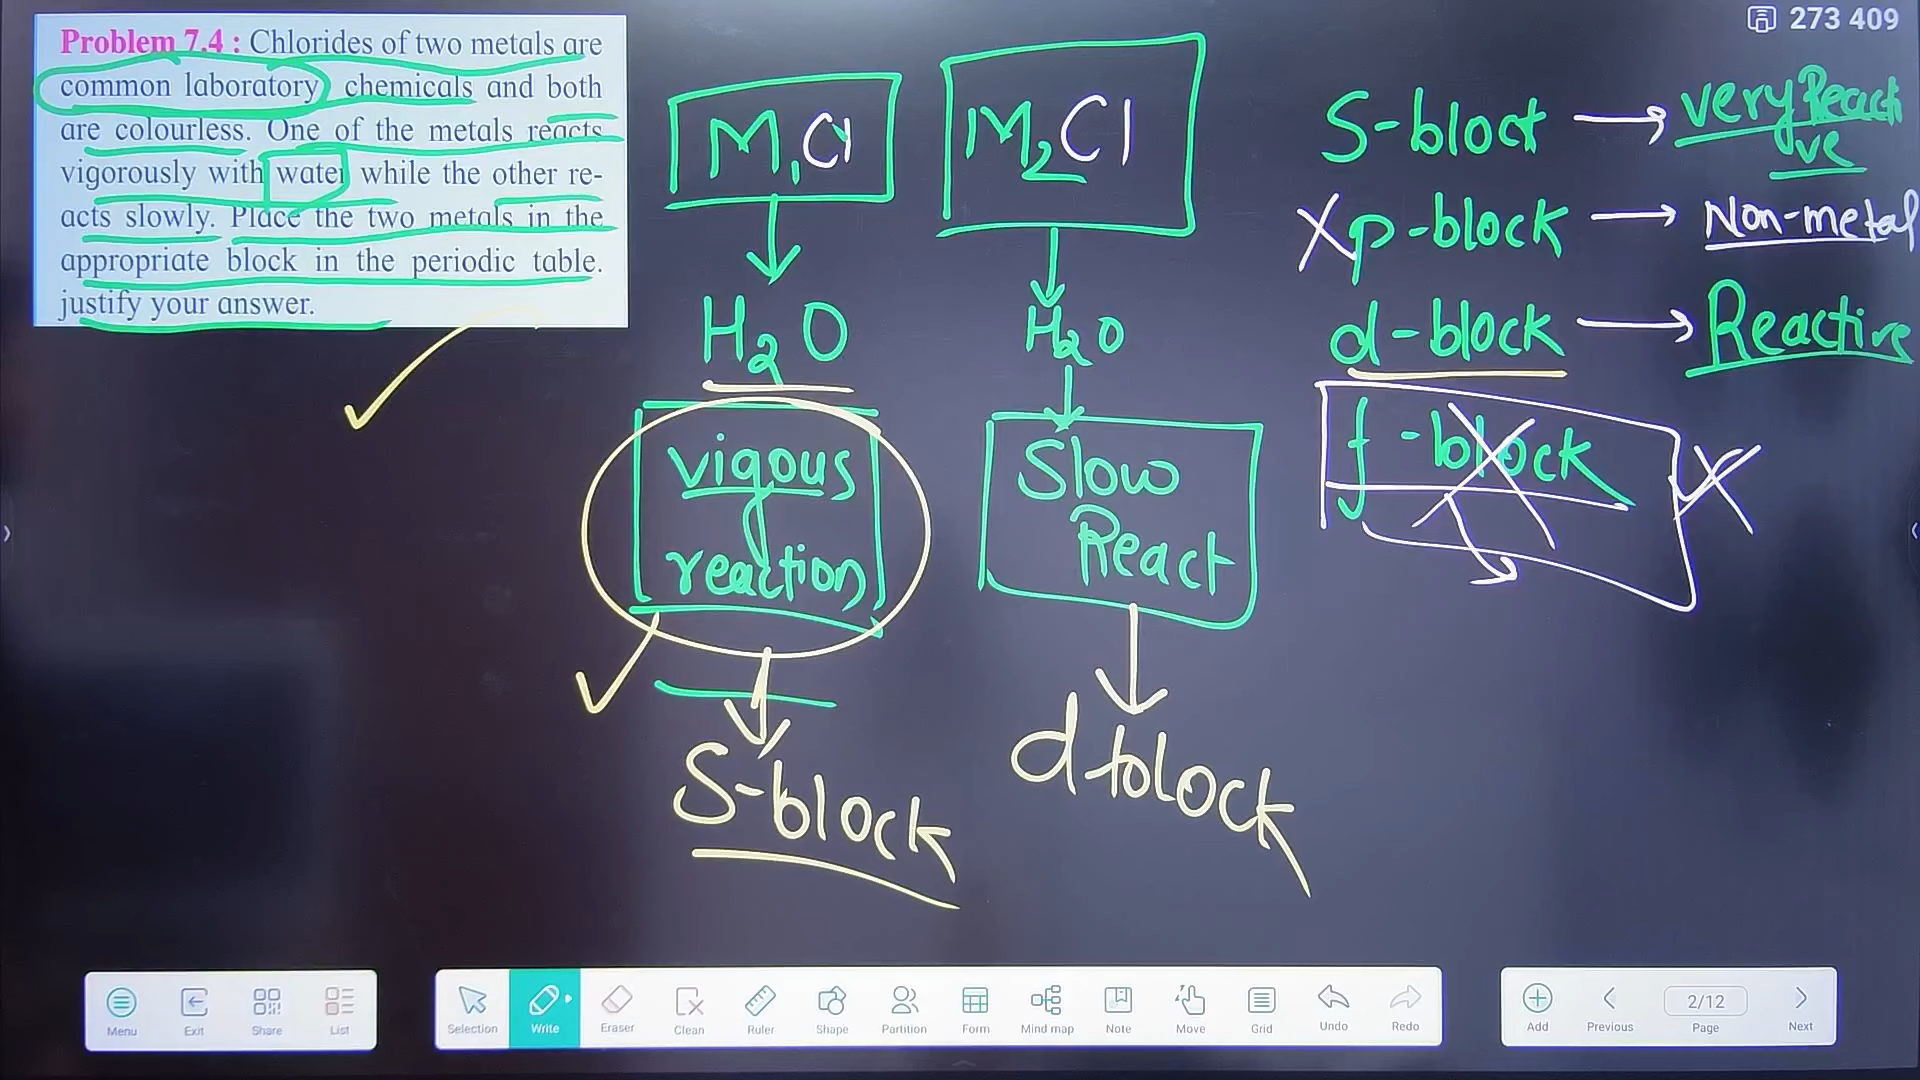 273 409
Problem 7.4 : Chlorides of two metals are
common laboratory chemicals and both
are colourless. One of the metals reacts
vigorously with water while the other re-
acts slowly. Place the two metals in the
appropriate block in the periodic table.
justify your answer.
M1Cl
H2O
vigous
reaction
S-block
M2Cl
H2O
Slow
React
d-block
S-block → very React
ve
X p-block → Non-metal
d-block → Reactive
f-block X
Menu Exit Share List
Selection Write Eraser Clean Ruler Shape Partition Form Mind map Note Move Grid Undo Redo
Add Previous 2/12 Page Next